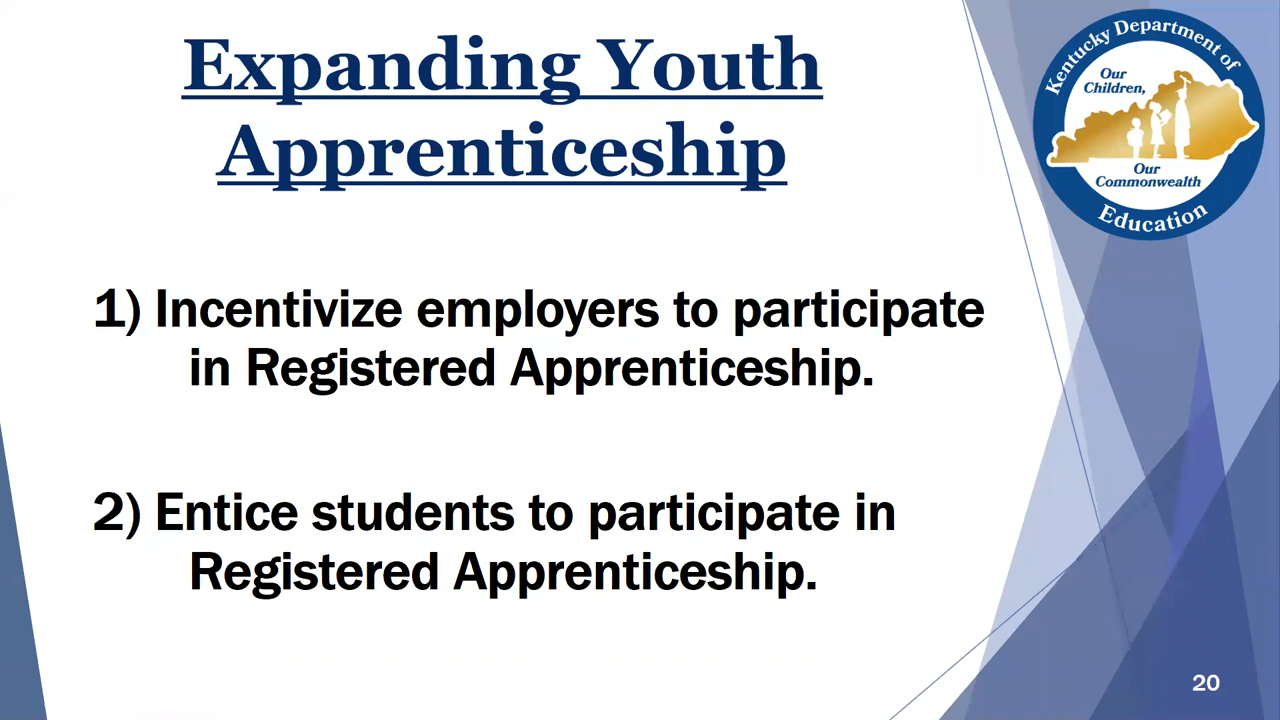 Expanding Youth
Apprenticeship
Kentucky Department of
Our
Children,
Our
Commonwealth
Education
1) Incentivize employers to participate
in Registered Apprenticeship.
2) Entice students to participate in
Registered Apprenticeship.
20